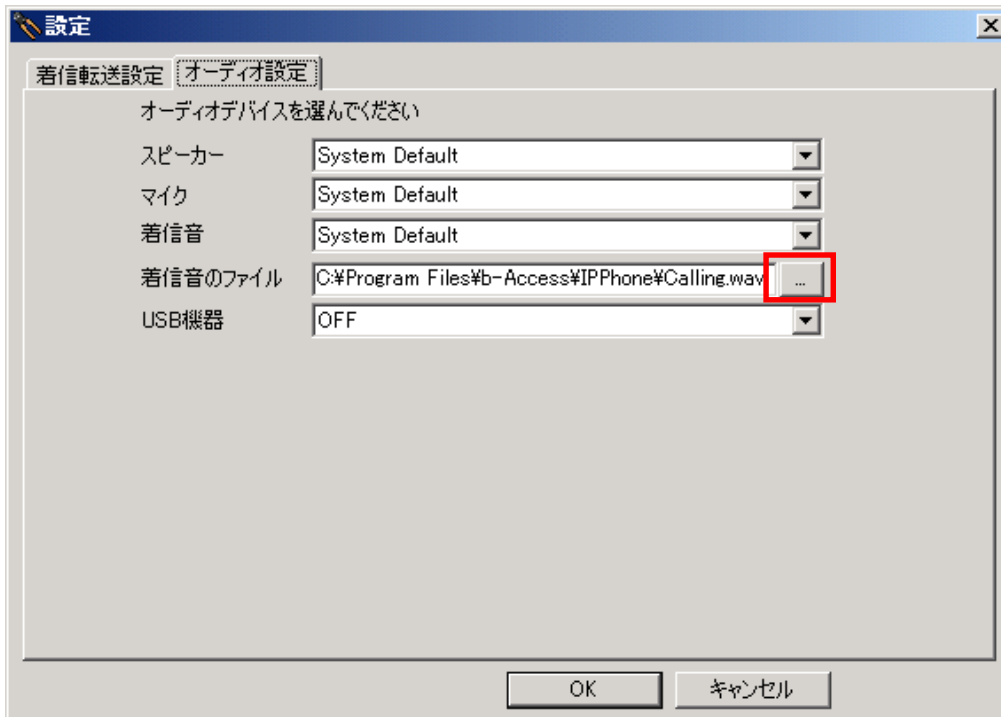 設定
着信転送設定 オーディオ設定
オーディオデバイスを選んでください
スピーカー System Default
マイク System Default
着信音 System Default
着信音のファイル C:¥Program Files¥b-Access¥IPPhone¥Calling.wav ...
USB機器 OFF
OK キャンセル